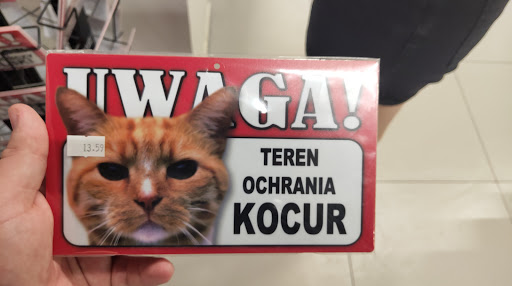 UWAGA!
13.59
TEREN
OCHRANIA
KOCUR